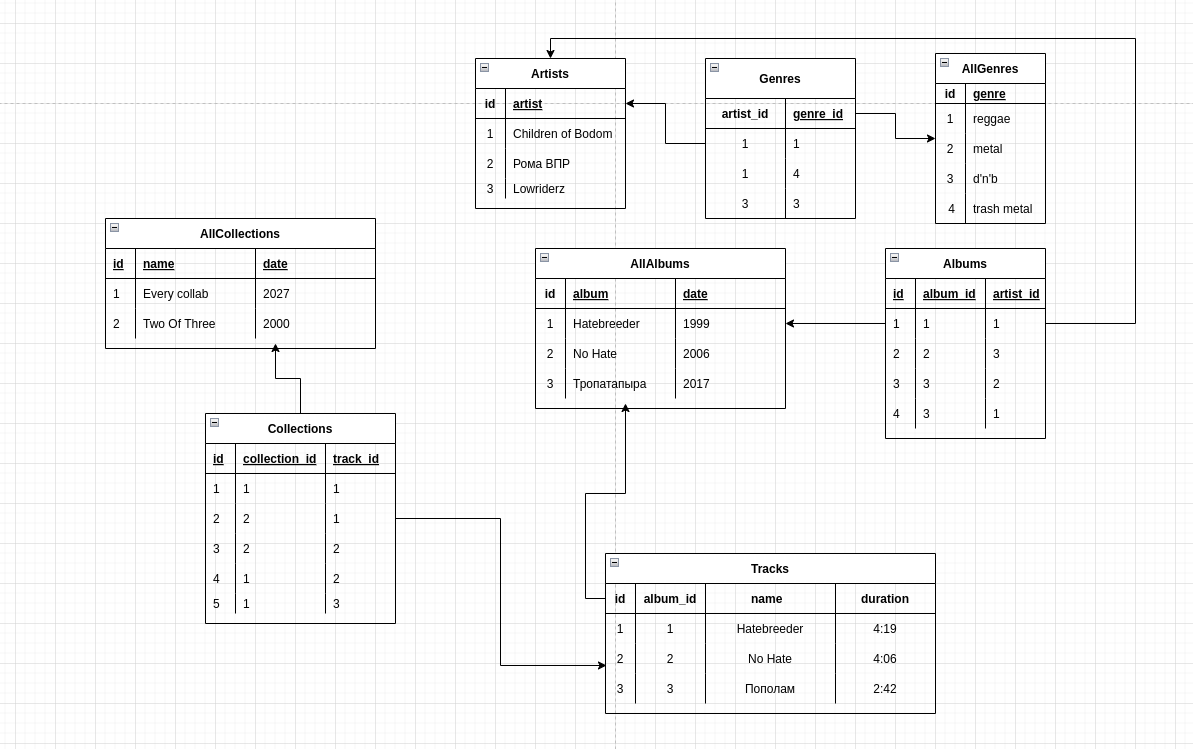 Artists
id artist
1 Children of Bodom
2 Рома ВПР
3 Lowriderz
Genres
artist_id genre_id
1 1
1 4
3 3
AllGenres
id genre
1 reggae
2 metal
3 d'n'b
4 trash metal
AllCollections
id name date
1 Every collab 2027
2 Two Of Three 2000
AllAlbums
id album date
1 Hatebreeder 1999
2 No Hate 2006
3 Тропатапыра 2017
Albums
id album_id artist_id
1 1 1
2 2 3
3 3 2
4 3 1
Collections
id collection_id track_id
1 1 1
2 2 1
3 2 2
4 1 2
5 1 3
Tracks
id album_id name duration
1 1 Hatebreeder 4:19
2 2 No Hate 4:06
3 3 Пополам 2:42